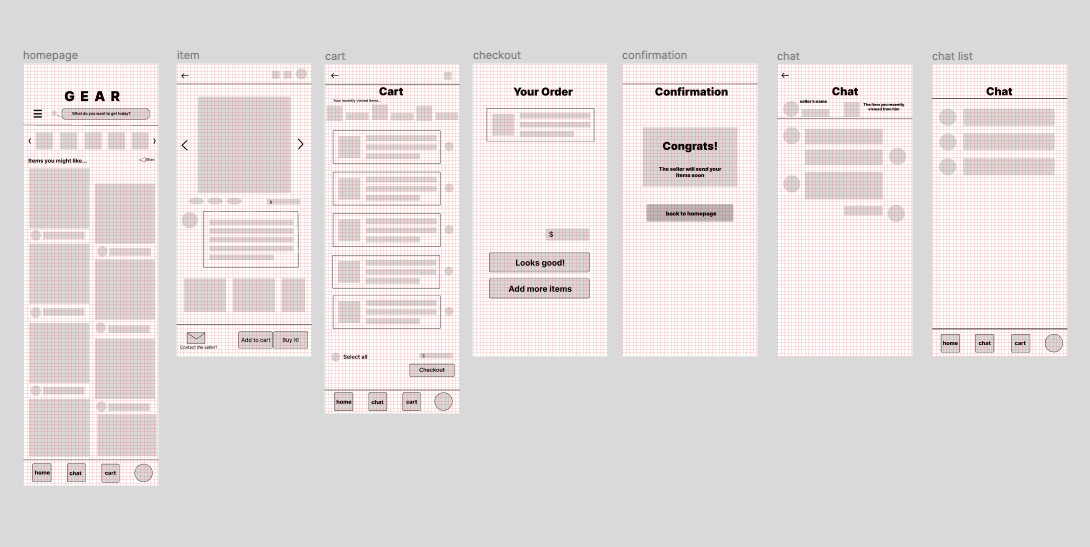 homepage
GEAR
What do you want to get today?
Items you might like...
filter
home
chat
cart
item
$
Contact the seller?
Add to cart
Buy it!
cart
Cart
Your recently viewed items...
Select all
$
Checkout
home
chat
cart
checkout
Your Order
$
Looks good!
Add more items
confirmation
Confirmation
Congrats!
The seller will send your
items soon
back to homepage
chat
Chat
seller's name
The item you recently
viewed from him
chat list
Chat
home
chat
cart